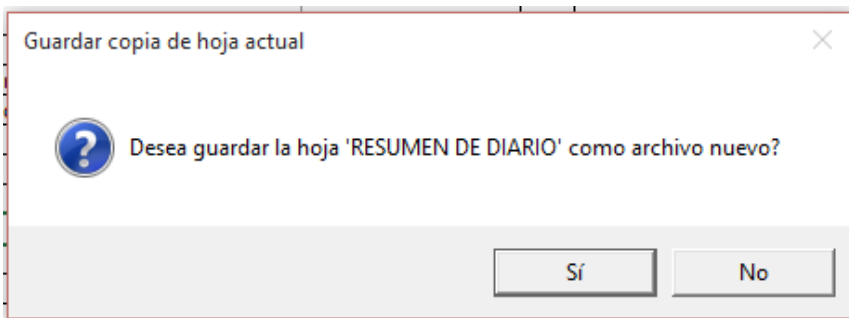 Guardar copia de hoja actual
Desea guardar la hoja 'RESUMEN DE DIARIO' como archivo nuevo?
Sí
No